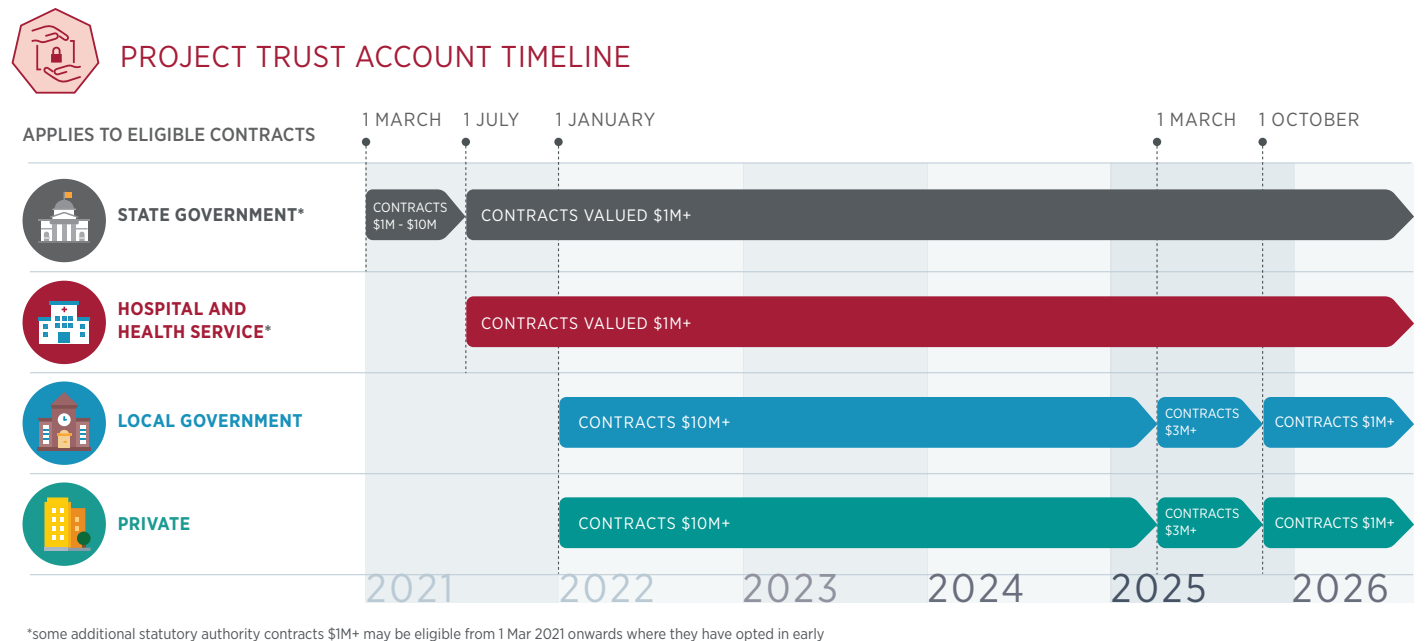 PROJECT TRUST ACCOUNT TIMELINE
APPLIES TO ELIGIBLE CONTRACTS
1 MARCH
1 JULY
1 JANUARY
1 MARCH
1 OCTOBER
STATE GOVERNMENT*
CONTRACTS
$1M - $10M
CONTRACTS VALUED $1M+
HOSPITAL AND
HEALTH SERVICE*
CONTRACTS VALUED $1M+
LOCAL GOVERNMENT
CONTRACTS $10M+
CONTRACTS
$3M+
CONTRACTS $1M+
PRIVATE
CONTRACTS $10M+
CONTRACTS
$3M+
CONTRACTS $1M+
2021
2022
2023
2024
2025
2026
*some additional statutory authority contracts $1M+ may be eligible from 1 Mar 2021 onwards where they have opted in early